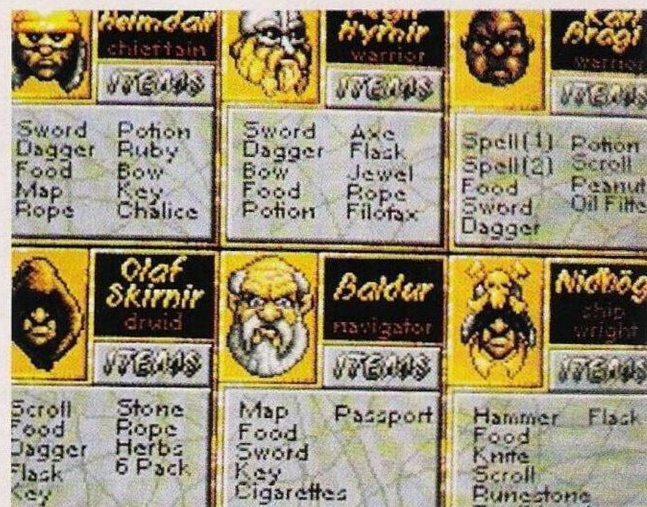 Heimdall
chieftain
ITEMS
Sword Potion
Dagger Ruby
Food Bow
Map Key
Rope Chalice
Hymir
warrior
ITEMS
Sword Axe
Dagger Flask
Bow Jewel
Food Rope
Potion Filofax
Karl
Bragi
warrior
ITEMS
Spell(1) Potion
Spell(2) Scroll
Food Peanut
Sword Oil Filte
Dagger
Olaf
Skirnir
druid
ITEMS
Scroll Stone
Food Rope
Dagger Herbs
Flask 6 Pack
Key
Baldur
navigator
ITEMS
Map Passport
Food
Sword
Key
Cigarettes
Nidbög
ship
wright
ITEMS
Hammer Flask
Food
Knife
Scroll
Runestone